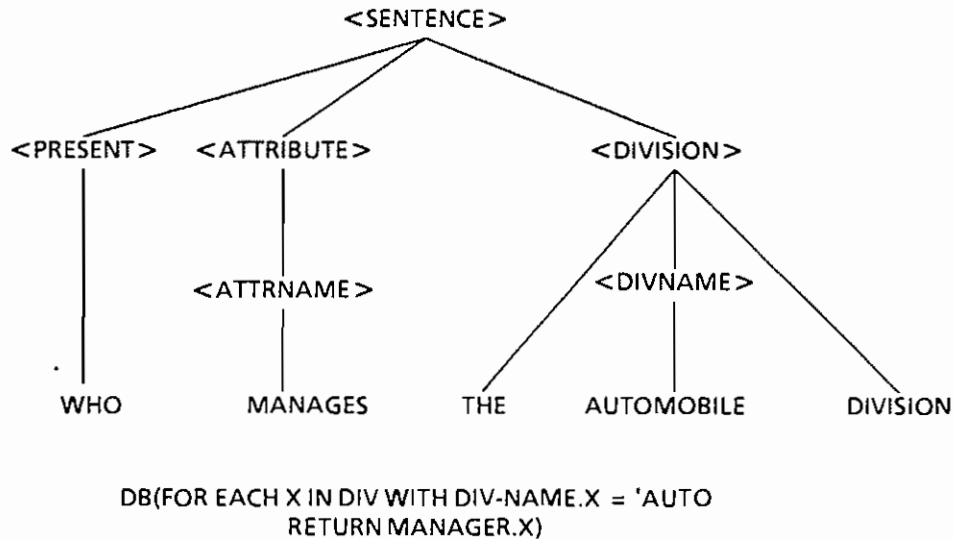 <SENTENCE>
<PRESENT> <ATTRIBUTE> <DIVISION>
<ATTRNAME> <DIVNAME>
WHO MANAGES THE AUTOMOBILE DIVISION
DB(FOR EACH X IN DIV WITH DIV-NAME.X = 'AUTO
RETURN MANAGER.X)